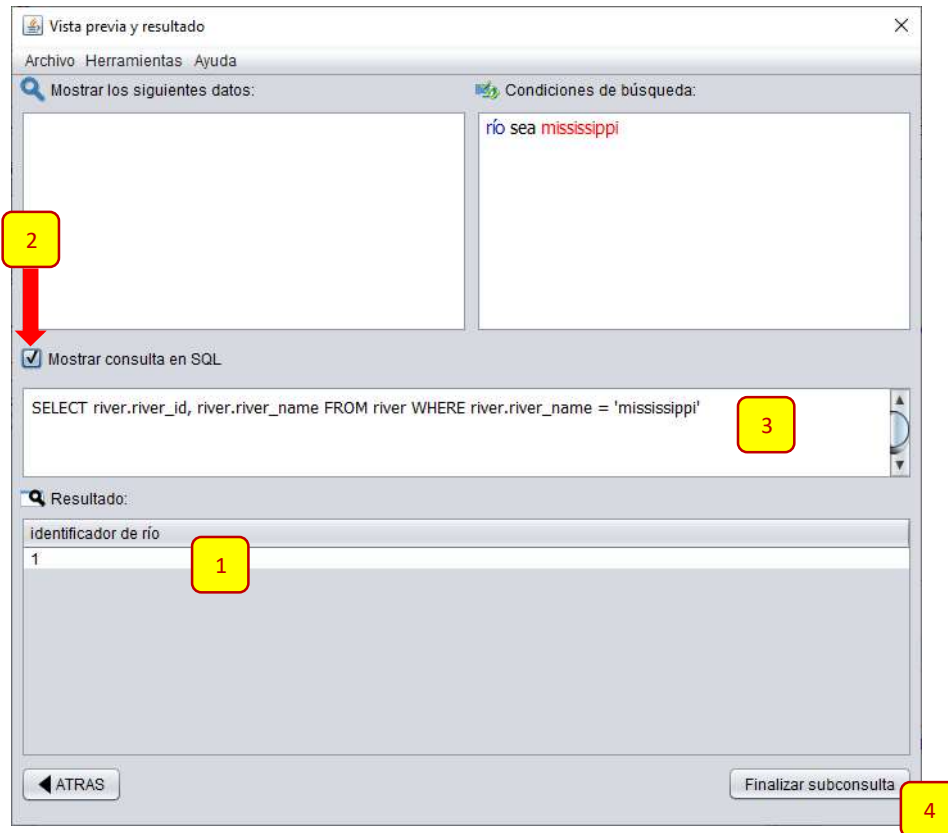 Vista previa y resultado
Archivo Herramientas Ayuda
Mostrar los siguientes datos:
Condiciones de búsqueda:
río sea mississippi
2
Mostrar consulta en SQL
SELECT river.river_id, river.river_name FROM river WHERE river.river_name = 'mississippi'
3
Resultado:
identificador de río
1
1
ATRAS
Finalizar subconsulta
4